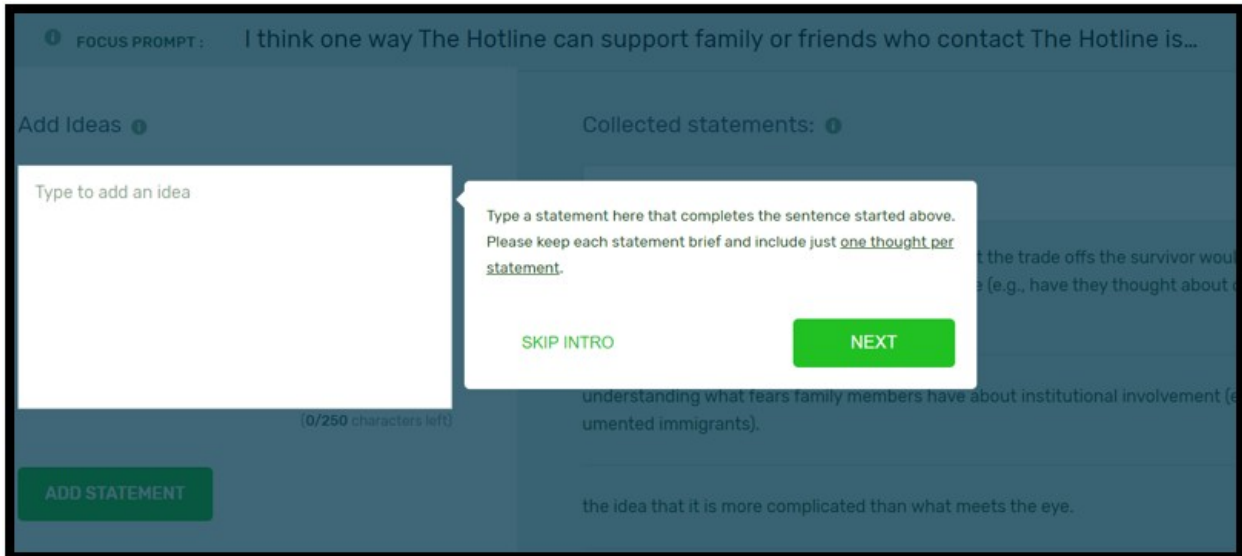 FOCUS PROMPT : I think one way The Hotline can support family or friends who contact The Hotline is...
Add Ideas
Collected statements:
Type to add an idea
Type a statement here that completes the sentence started above.
Please keep each statement brief and include just one thought per
statement.
t the trade offs the survivor woul
e (e.g., have they thought about
SKIP INTRO
NEXT
understanding what fears family members have about institutional involvement (e
umented immigrants).
(0/250 characters left)
ADD STATEMENT
the idea that it is more complicated than what meets the eye.